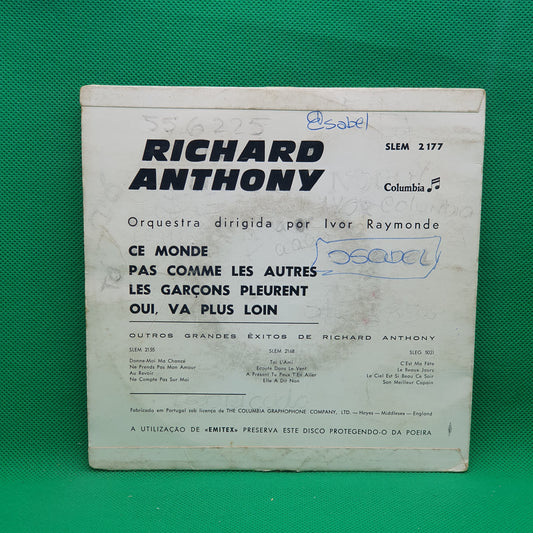 556225
Esabel
RICHARD
ANTHONY
SLEM 2177
Columbia
Orquestra dirigida por Ivor Raymonde
CE MONDE
PAS COMME LES AUTRES
LES GARÇONS PLEURENT
OUI, VA PLUS LOIN
OUTROS GRANDES ÊXITOS DE RICHARD ANTHONY
SLEM 2155
Donne-Moi Ma Chance
Ne Prends Pas Mon Amour
Au Revoir
Ne Compte Pas Sur Moi
SLEM 2168
Toi L'Ami
Ecoute Dans Le Vent
A Présent Tu Peux T'En Aller
Elle A Dit Non
SLEG 5031
C'Est Ma Fête
Le Beaux Jours
Le Ciel Est Si Beau Ce Soir
Son Meilleur Copain
Fabricado em Portugal sob licença de THE COLUMBIA GRAPHOPHONE COMPANY, LTD. — Hayes - Middlesex - England
A UTILIZAÇÃO DE «EMITEX» PRESERVA ESTE DISCO PROTEGENDO-O DA POEIRA